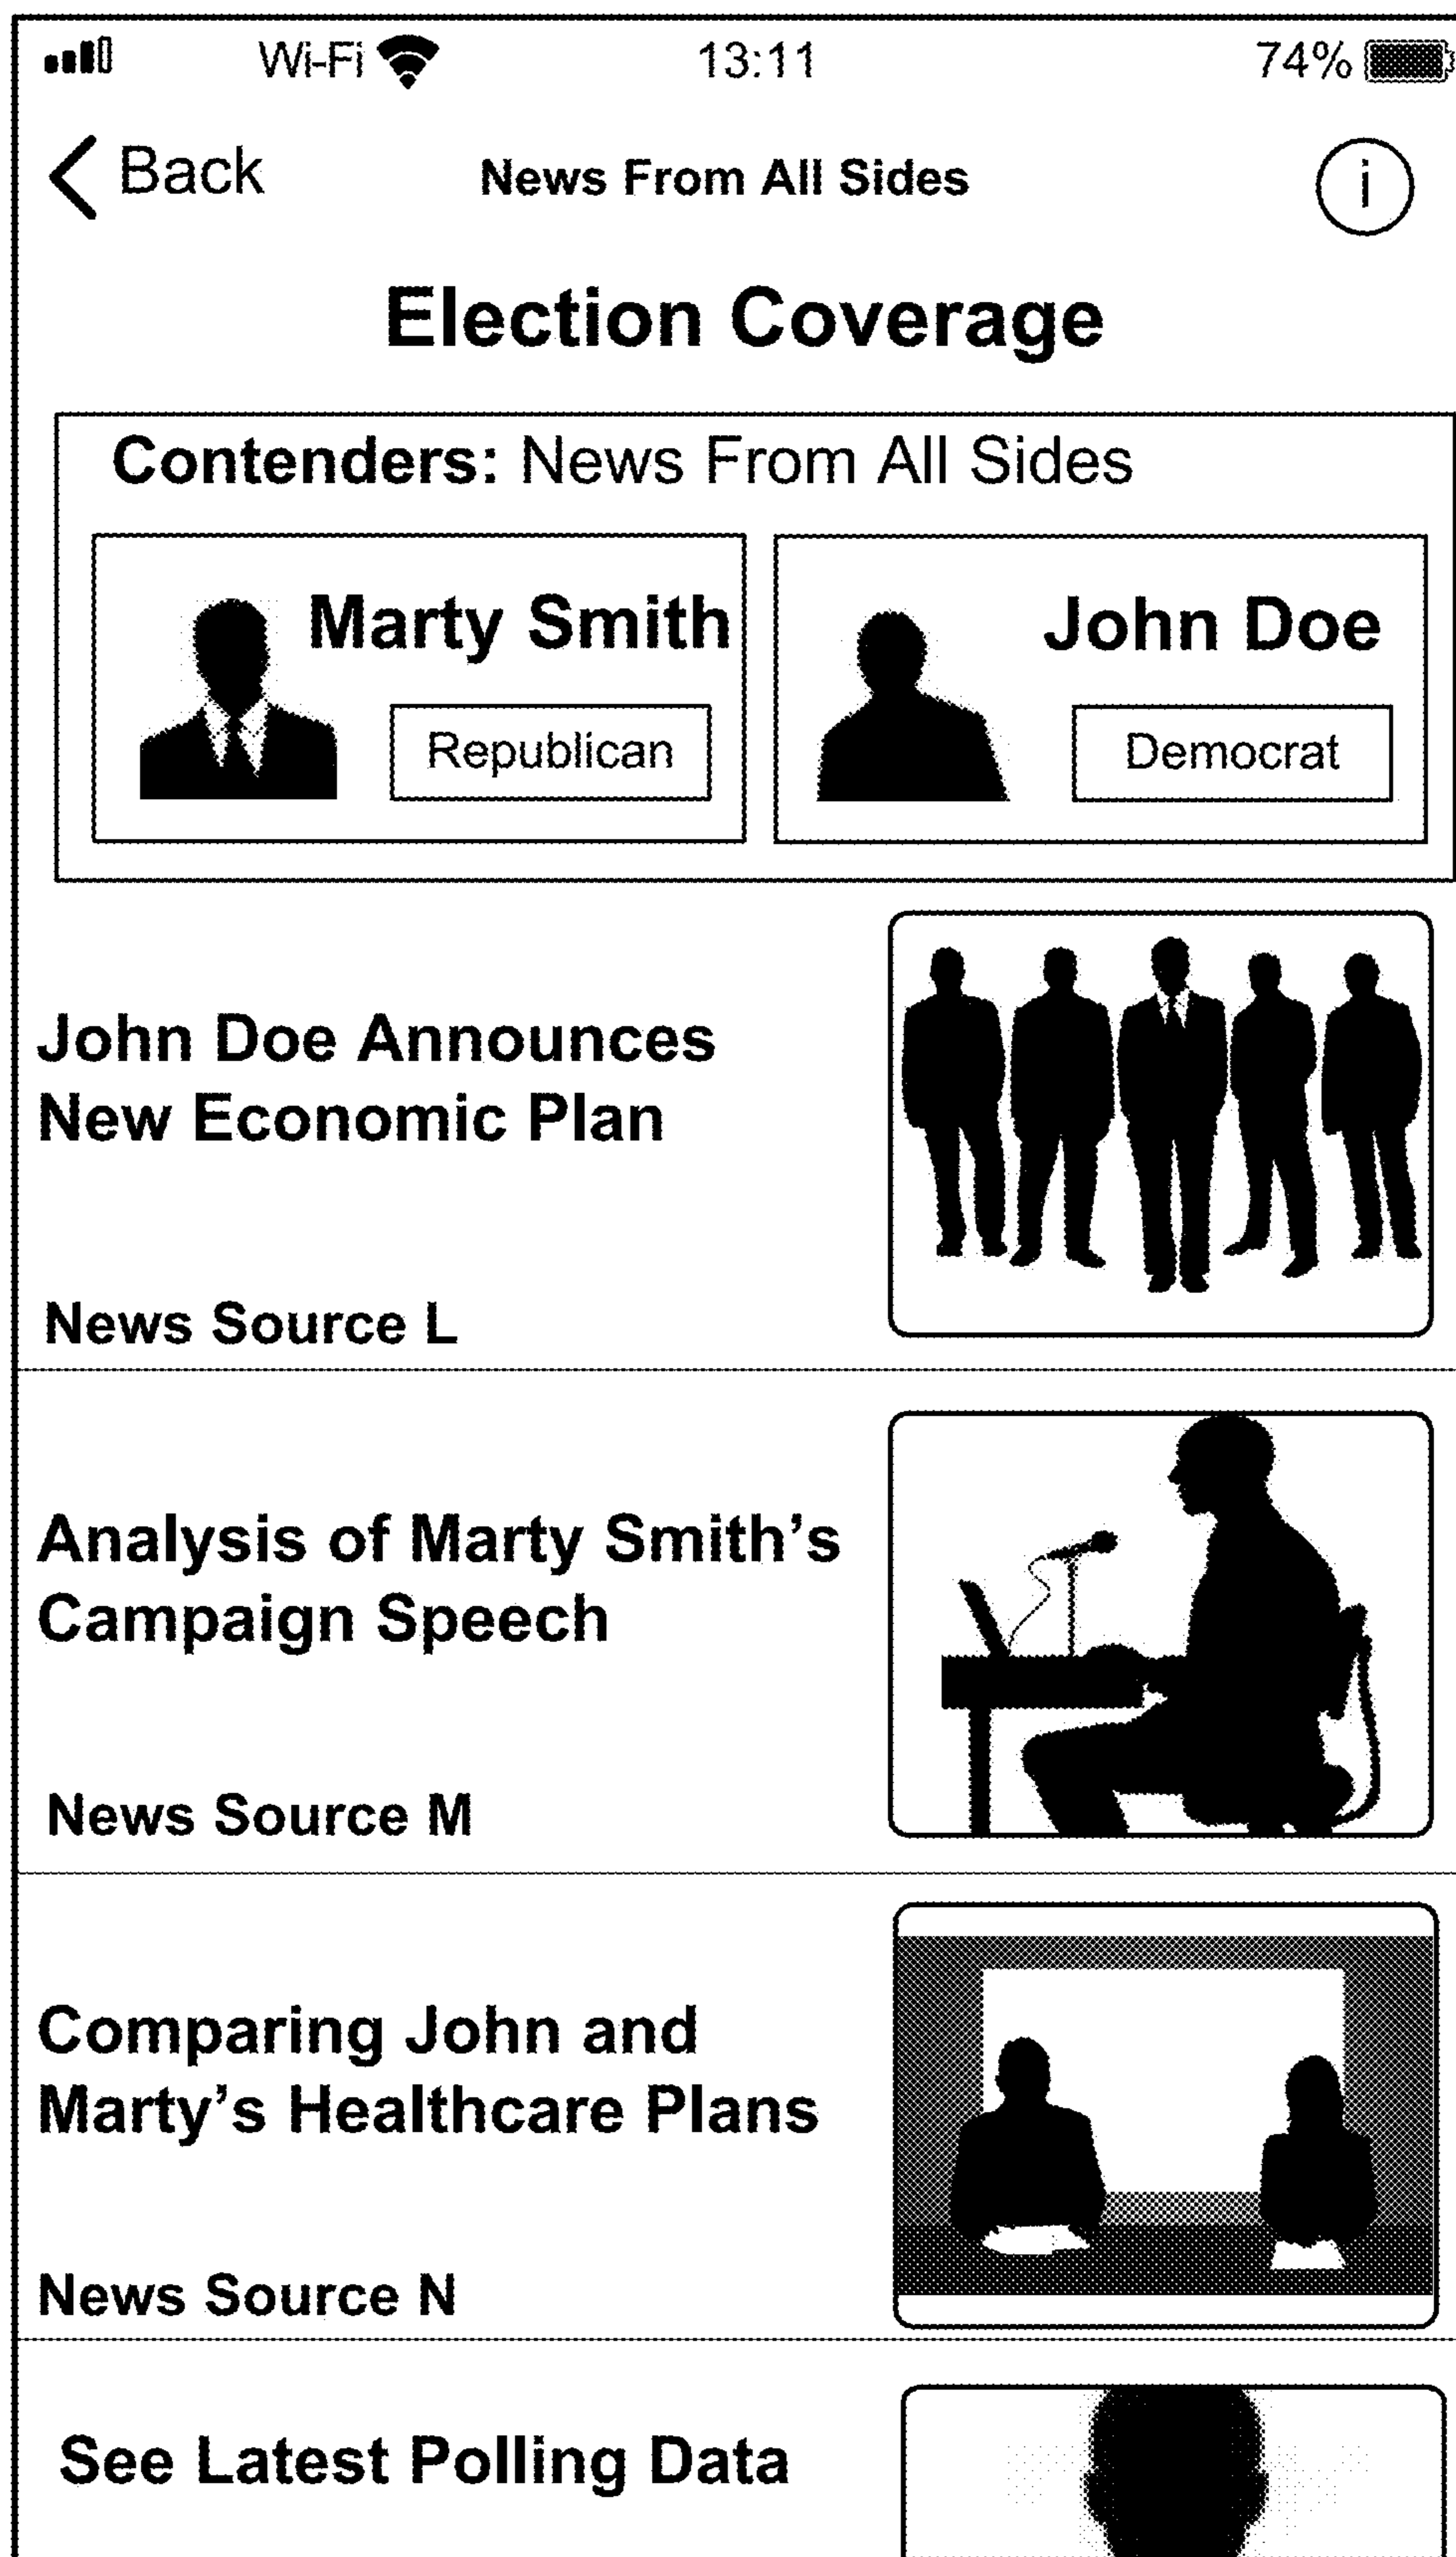 Wi-Fi 13:11 74%
Back News From All Sides i
Election Coverage
Contenders: News From All Sides
Marty Smith
Republican
John Doe
Democrat
John Doe Announces
New Economic Plan
News Source L
Analysis of Marty Smith’s
Campaign Speech
News Source M
Comparing John and
Marty’s Healthcare Plans
News Source N
See Latest Polling Data